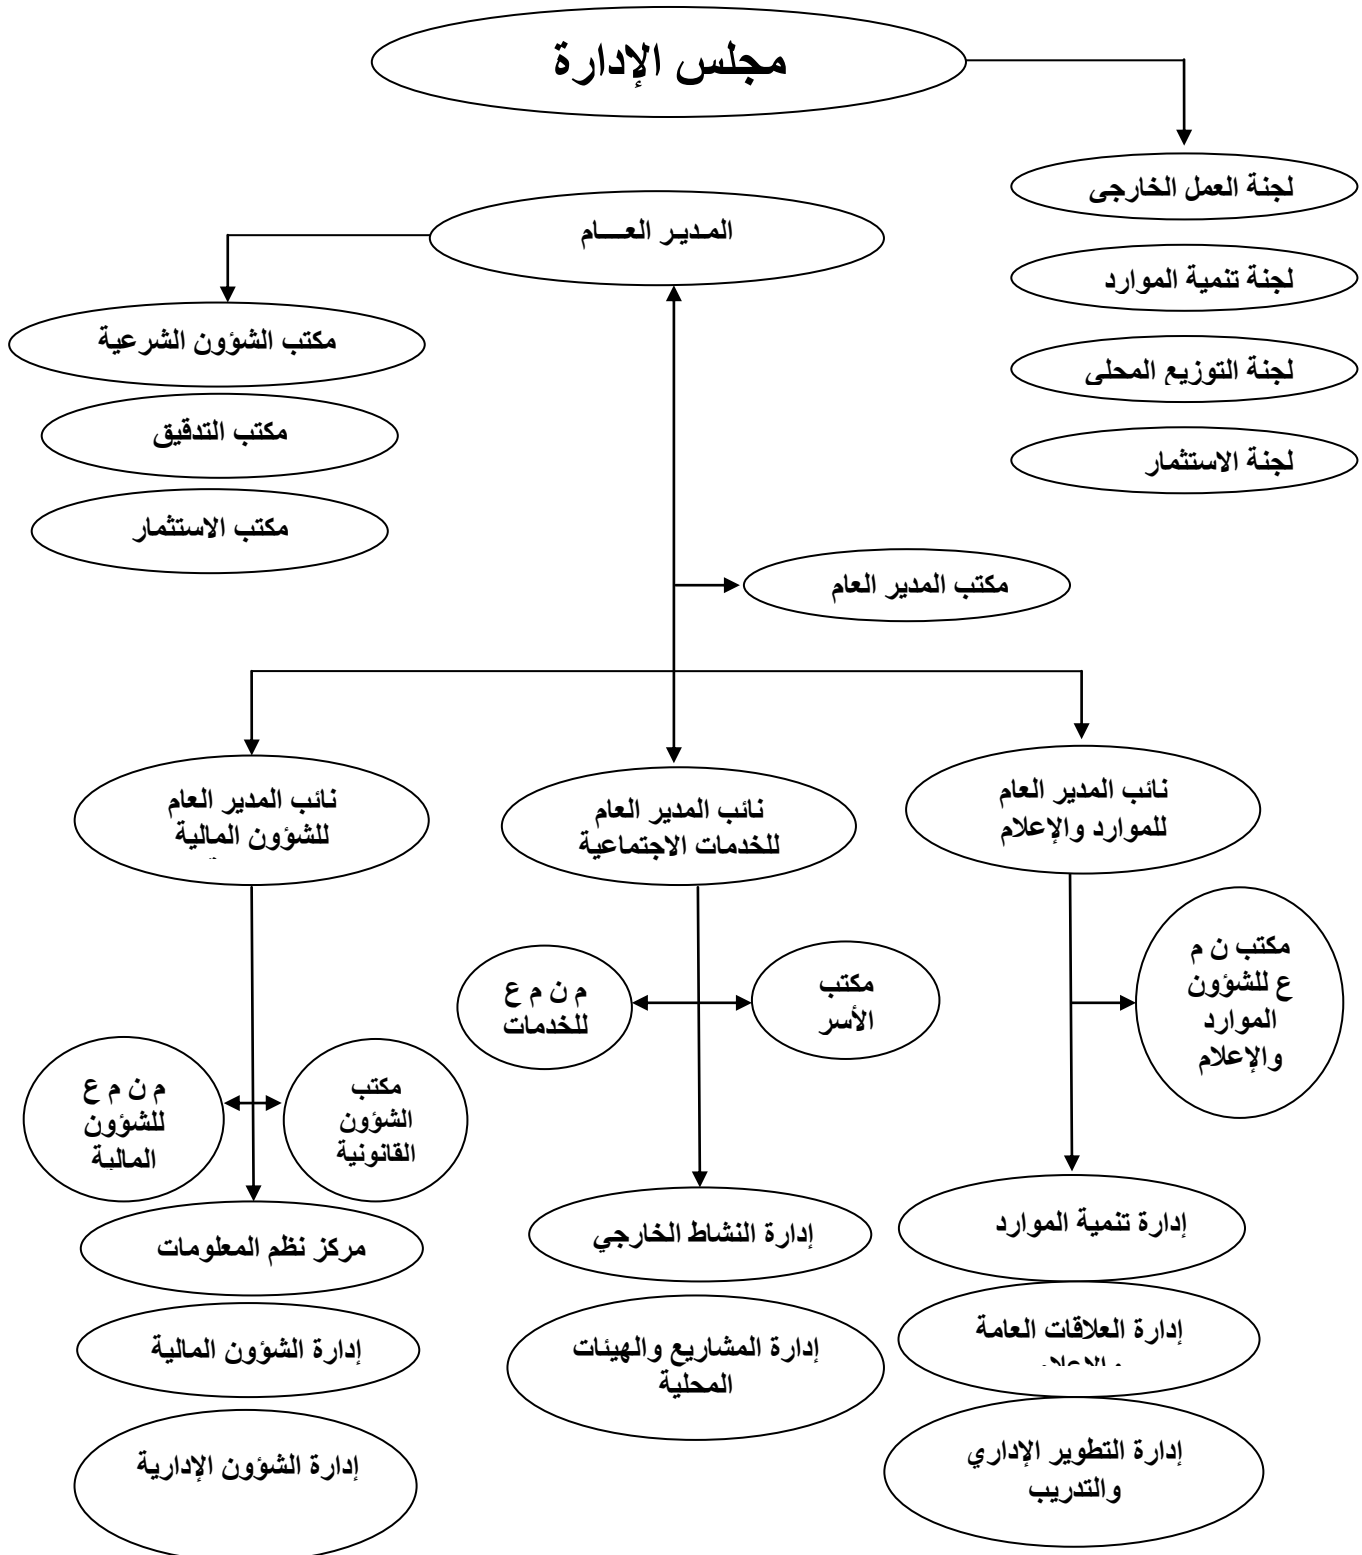 مجلس الإدارة
لجنة العمل الخارجى
المـديـر العــــام
لجنة تنمية الموارد
مكتب الشؤون الشرعية
لجنة التوزيع المحلى
مكتب التدقيق
لجنة الاستثمار
مكتب الاستثمار
مكتب المدير العام
نائب المدير العام
للموارد والإعلام
نائب المدير العام
للخدمات الاجتماعية
نائب المدير العام
للشؤون المالية
مكتب ن م
ع للشؤون
الموارد
والإعلام
مكتب
الأسر
م ن م ع
للخدمات
مكتب
الشؤون
القانونية
م ن م ع
للشؤون
المالية
إدارة تنمية الموارد
إدارة النشاط الخارجي
مركز نظم المعلومات
إدارة العلاقات العامة
والإعلام
إدارة المشاريع والهيئات
المحلية
إدارة الشؤون المالية
إدارة التطوير الإداري
والتدريب
إدارة الشؤون الإدارية